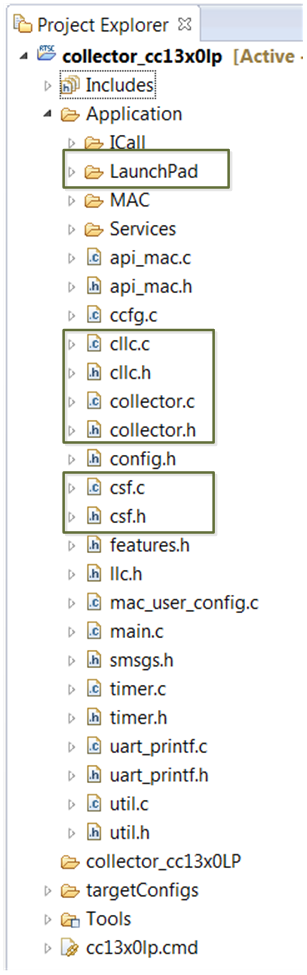 Project Explorer
collector_cc13x0lp [Active -
Includes
Application
ICall
LaunchPad
MAC
Services
api_mac.c
api_mac.h
ccfg.c
cllc.c
cllc.h
collector.c
collector.h
config.h
csf.c
csf.h
features.h
llc.h
mac_user_config.c
main.c
smsgs.h
timer.c
timer.h
uart_printf.c
uart_printf.h
util.c
util.h
collector_cc13x0LP
targetConfigs
Tools
cc13x0lp.cmd